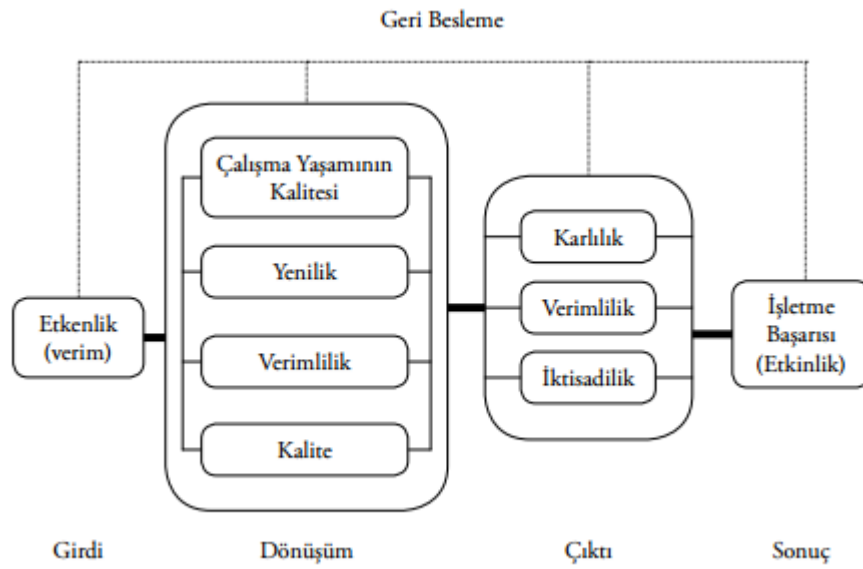 Geri Besleme
Etkenlik
(verim)
Çalışma Yaşamının
Kalitesi
Yenilik
Verimlilik
Kalite
Karlılık
Verimlilik
İktisadilik
İşletme
Başarısı
(Etkinlik)
Girdi
Dönüşüm
Çıktı
Sonuç